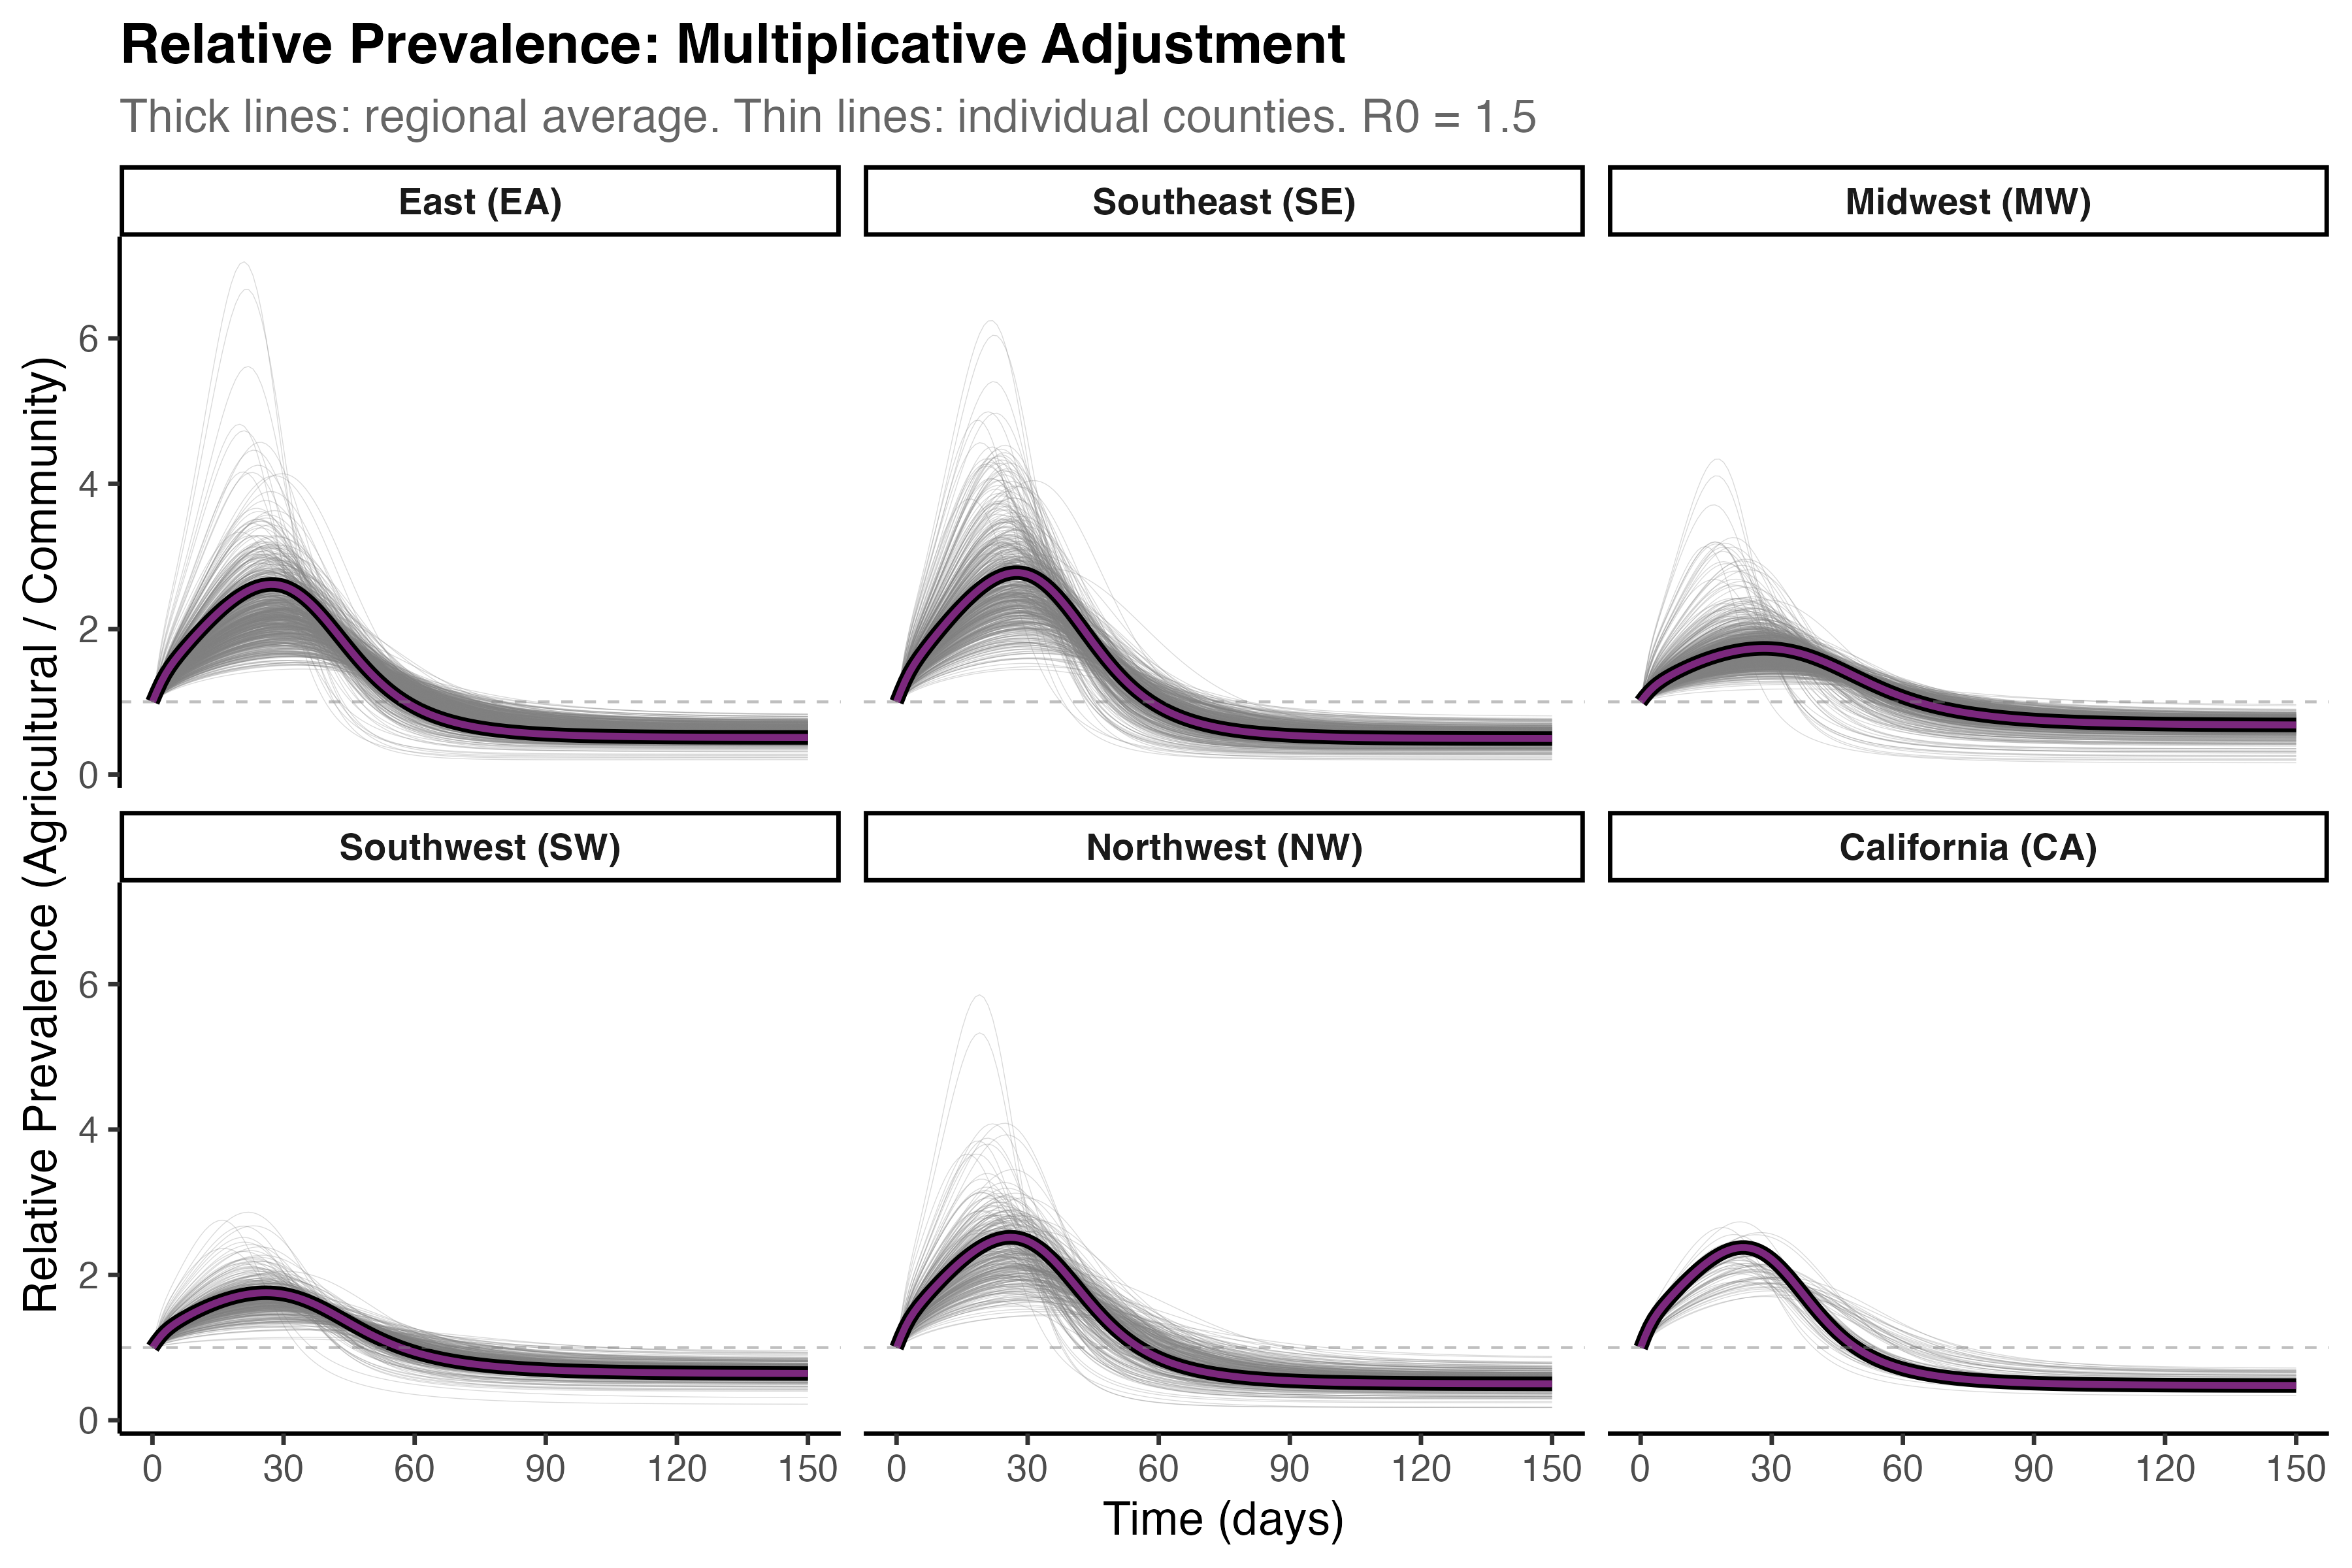 Relative Prevalence: Multiplicative Adjustment
Thick lines: regional average. Thin lines: individual counties. R0 = 1.5
East (EA)
Southeast (SE)
Midwest (MW)
6
4
2
0
Relative Prevalence (Agricultural / Community)
Southwest (SW)
Northwest (NW)
California (CA)
6
4
2
0
0 30 60 90 120 150
0 30 60 90 120 150
0 30 60 90 120 150
Time (days)